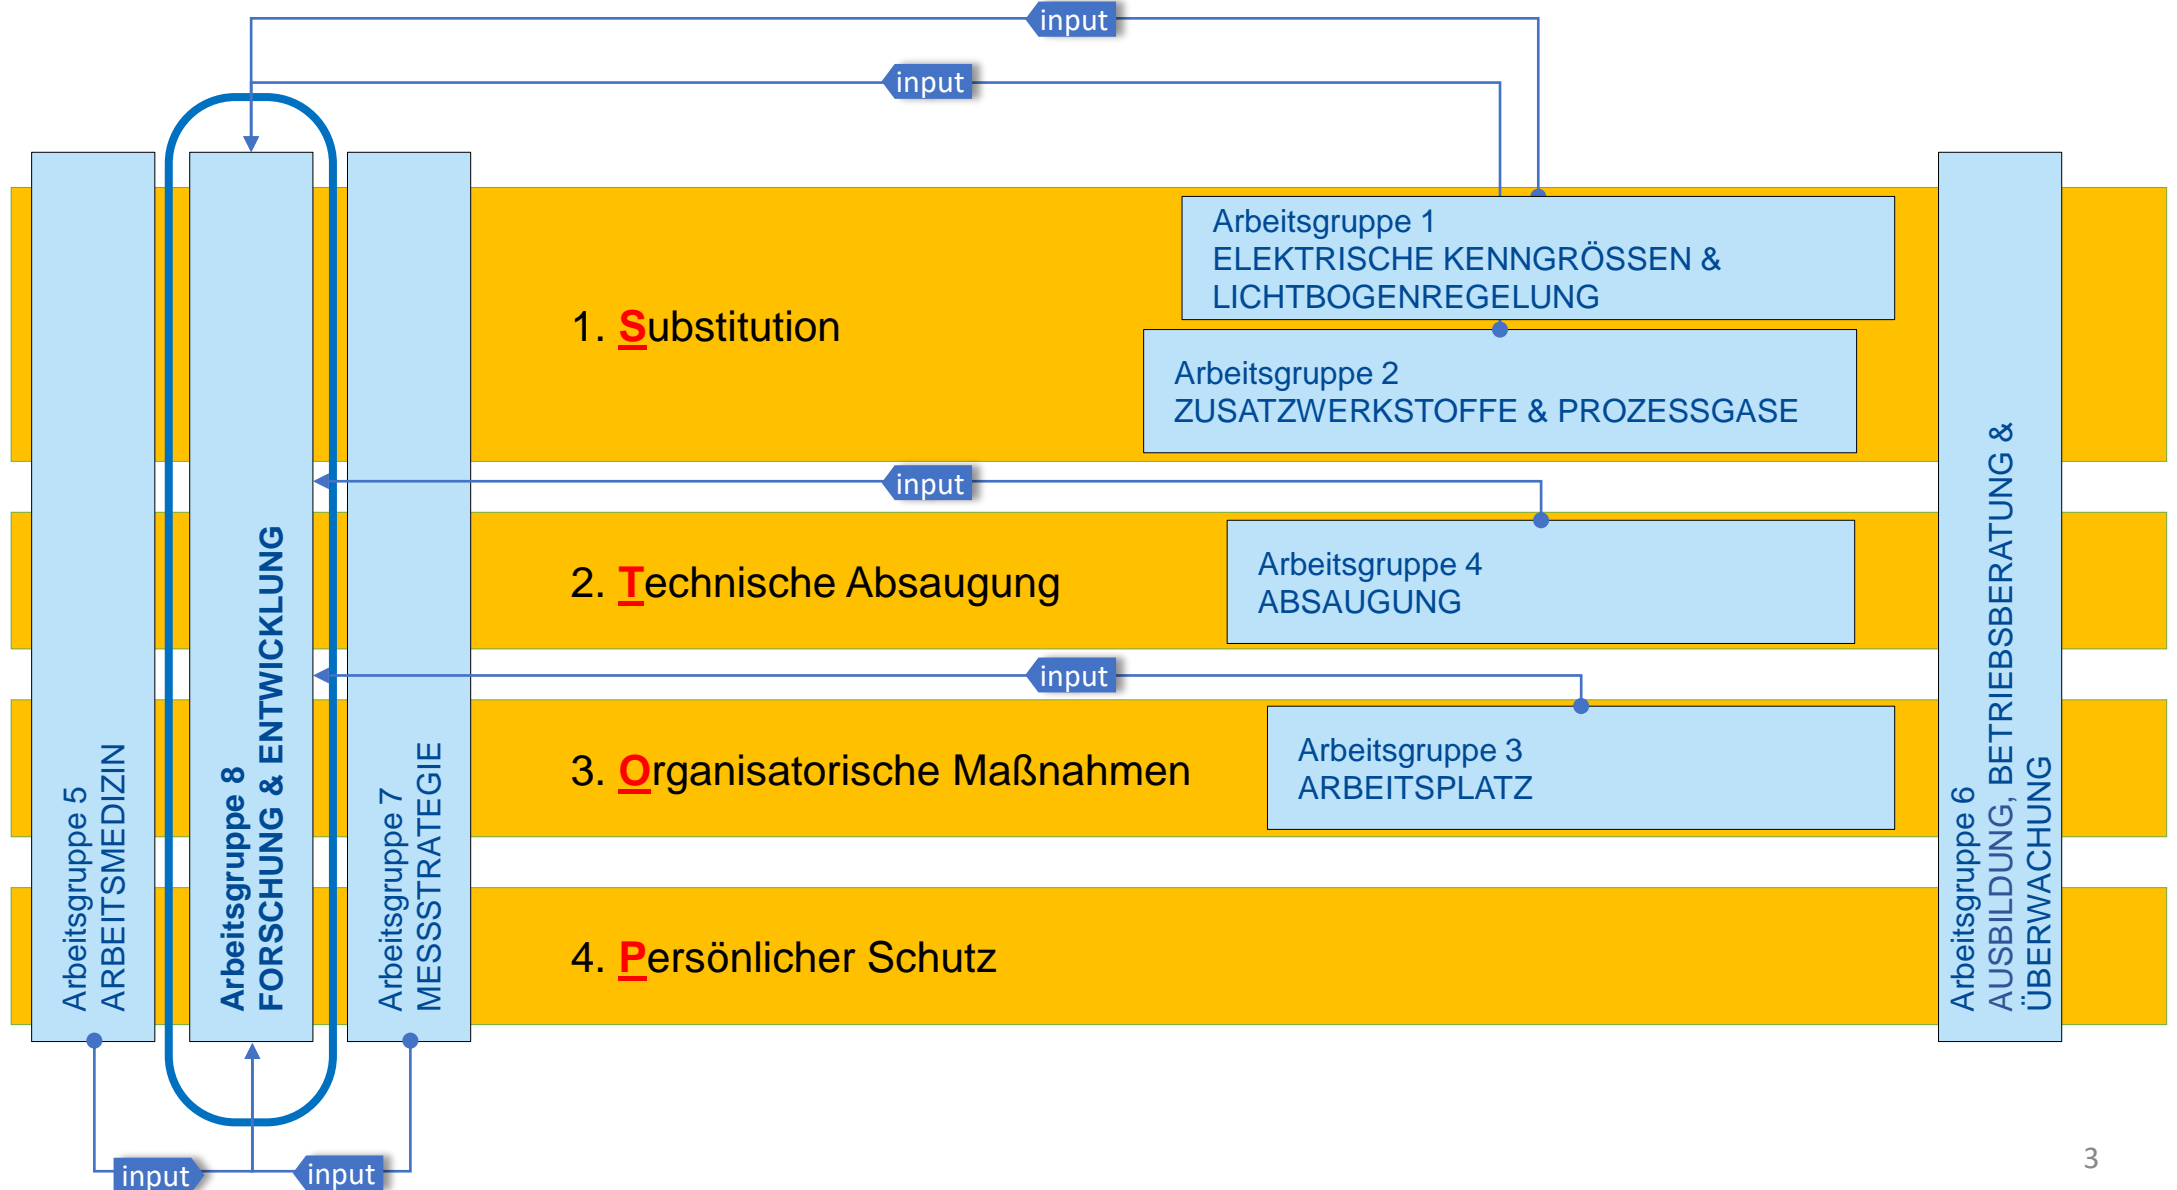 input
input
Arbeitsgruppe 1
ELEKTRISCHE KENNGRÖSSEN &
LICHTBOGENREGELUNG
1. Substitution
Arbeitsgruppe 2
ZUSATZWERKSTOFFE & PROZESSGASE
input
2. Technische Absaugung
Arbeitsgruppe 4
ABSAUGUNG
input
3. Organisatorische Maßnahmen
Arbeitsgruppe 3
ARBEITSPLATZ
4. Persönlicher Schutz
Arbeitsgruppe 5
ARBEITSMEDIZIN
Arbeitsgruppe 8
FORSCHUNG & ENTWICKLUNG
Arbeitsgruppe 7
MESSSTRATEGIE
Arbeitsgruppe 6
AUSBILDUNG, BETRIEBSBERATUNG &
ÜBERWACHUNG
input
input
3